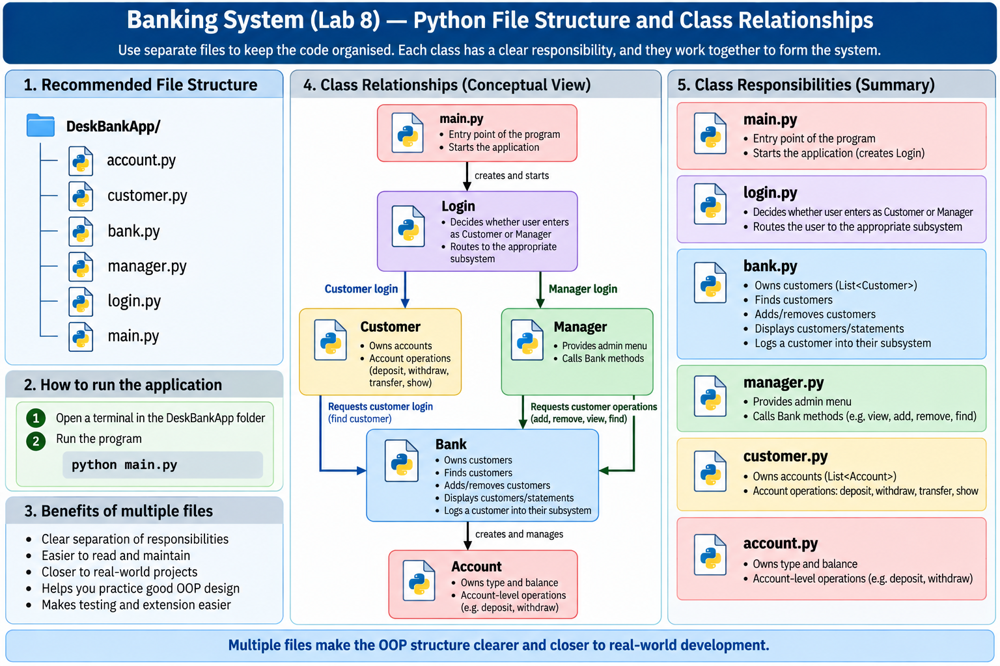 Banking System (Lab 8) — Python File Structure and Class Relationships
Use separate files to keep the code organised. Each class has a clear responsibility, and they work together to form the system.
1. Recommended File Structure
DeskBankApp/
account.py
customer.py
bank.py
manager.py
login.py
main.py
2. How to run the application
1 Open a terminal in the DeskBankApp folder
2 Run the program
python main.py
3. Benefits of multiple files
• Clear separation of responsibilities
• Easier to read and maintain
• Closer to real-world projects
• Helps you practice good OOP design
• Makes testing and extension easier
4. Class Relationships (Conceptual View)
main.py
• Entry point of the program
• Starts the application
creates and starts
Login
• Decides whether user enters
as Customer or Manager
• Routes to the appropriate
subsystem
Customer login
Manager login
Customer
• Owns accounts
• Account operations
(deposit, withdraw,
transfer, show)
Manager
• Provides admin menu
• Calls Bank methods
Requests customer login
(find customer)
Requests customer operations
(add, remove, view, find)
Bank
• Owns customers
• Finds customers
• Adds/removes customers
• Displays customers/statements
• Logs a customer into their subsystem
creates and manages
Account
• Owns type and balance
• Account-level operations
(e.g. deposit, withdraw)
5. Class Responsibilities (Summary)
main.py
• Entry point of the program
• Starts the application (creates Login)
login.py
• Decides whether user enters as Customer or Manager
• Routes the user to the appropriate subsystem
bank.py
• Owns customers (List<Customer>)
• Finds customers
• Adds/removes customers
• Displays customers/statements
• Logs a customer into their subsystem
manager.py
• Provides admin menu
• Calls Bank methods (e.g. view, add, remove, find)
customer.py
• Owns accounts (List<Account>)
• Account operations: deposit, withdraw, transfer, show
account.py
• Owns type and balance
• Account-level operations (e.g. deposit, withdraw)
Multiple files make the OOP structure clearer and closer to real-world development.